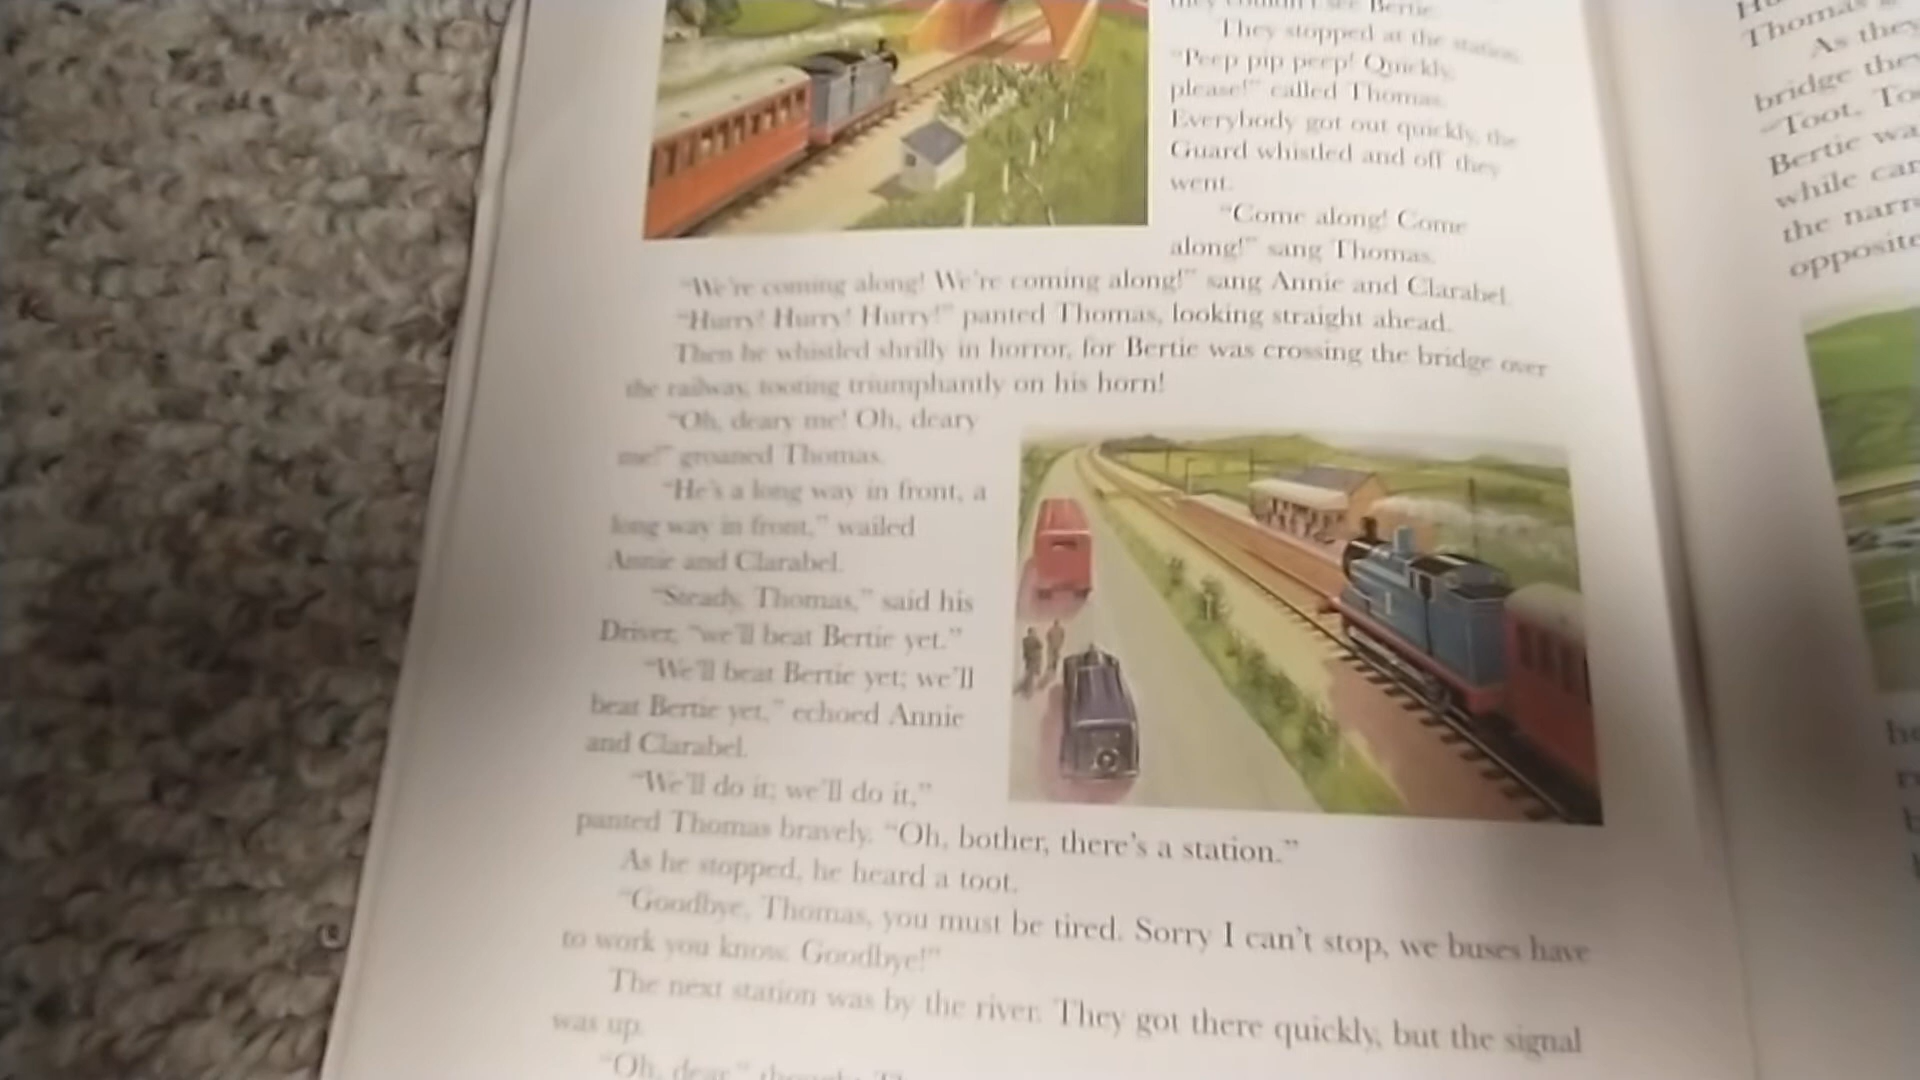 they couldn't see Bertie.
They stopped at the station.
"Peep pip peep! Quickly,
please!" called Thomas.
Everybody got out quickly, the
Guard whistled and off they
went.
"Come along! Come
along!" sang Thomas.
"We're coming along! We're coming along!" sang Annie and Clarabel.
"Hurry! Hurry! Hurry!" panted Thomas, looking straight ahead.
Then he whistled shrilly in horror, for Bertie was crossing the bridge over
the railway, tooting triumphantly on his horn!
"Oh, deary me! Oh, deary
me!" groaned Thomas.
"He's a long way in front, a
long way in front," wailed
Annie and Clarabel.
"Steady, Thomas," said his
Driver, "we'll beat Bertie yet."
"We'll beat Bertie yet; we'll
beat Bertie yet," echoed Annie
and Clarabel.
"We'll do it; we'll do it,"
panted Thomas bravely. "Oh, bother, there's a station."
As he stopped, he heard a toot.
"Goodbye, Thomas, you must be tired. Sorry I can't stop, we buses have
to work you know. Goodbye!"
The next station was by the river. They got there quickly, but the signal
was up.
"Oh, dear," thought
Thomas
As they
bridge they
"Toot, 
Bertie
while
the
opposite